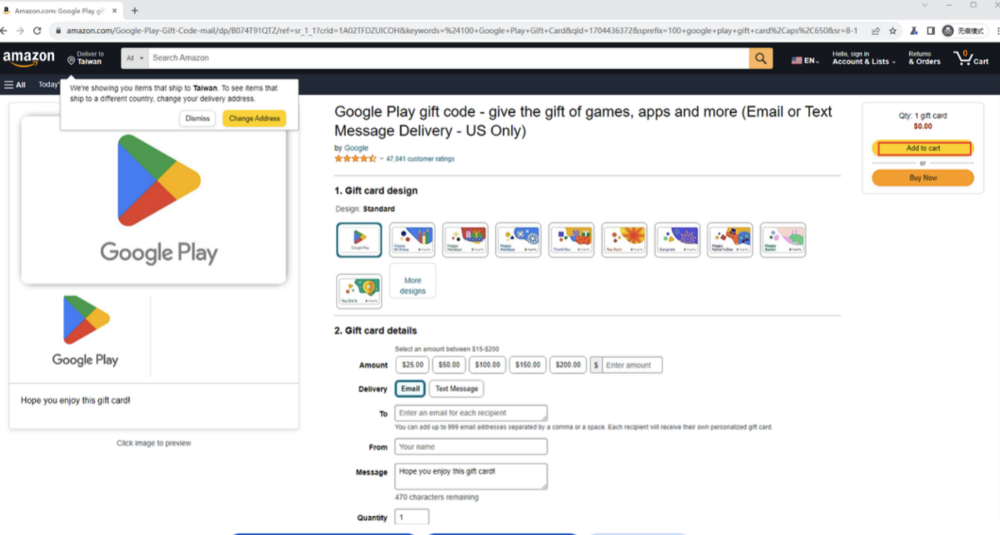 Amazon.com: Google Play gi
amazon.com/Google-Play-Gift-Code-mail/dp/B074T91QTZ/ref=sr_1_1?crid=1A02TFDZUICOH&keywords=%24100+Google+Play+Gift+Card&qid=1704436372&sprefix=100+google+play+gift+card%2Caps%2C650&sr=8-1
无痕模式
amazon
Deliver to
Taiwan
All
Search Amazon
EN
Hello, sign in
Account & Lists
Returns
& Orders
0
Cart
All
Today'
We're showing you items that ship to Taiwan. To see items that
ship to a different country, change your delivery address.
Dismiss
Change Address
Google Play
Google Play
Hope you enjoy this gift card!
Click image to preview
Google Play gift code - give the gift of games, apps and more (Email or Text
Message Delivery - US Only)
by Google
47,041 customer ratings
1. Gift card design
Design: Standard
More
designs
2. Gift card details
Select an amount between $15-$200
Amount
$25.00
$50.00
$100.00
$150.00
$200.00
$
Enter amount
Delivery
Email
Text Message
To
Enter an email for each recipient
You can add up to 999 email addresses separated by a comma or a space. Each recipient will receive their own personalized gift card.
From
Your name
Message
Hope you enjoy this gift card!
470 characters remaining
Quantity
1
Qty: 1 gift card
$0.00
Add to cart
or
Buy Now